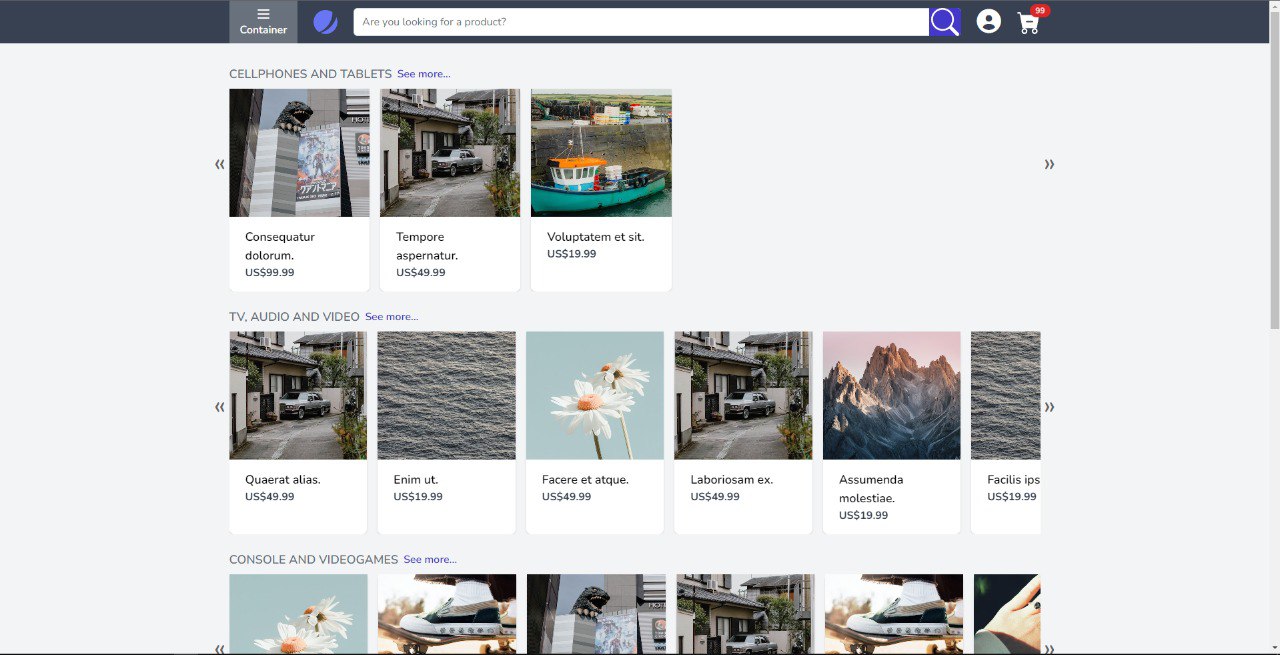 Container
Are you looking for a product?
99
CELLPHONES AND TABLETS See more...
«
»
Consequatur
dolorum.
US$99.99
Tempore
aspernatur.
US$49.99
Voluptatem et sit.
US$19.99
TV, AUDIO AND VIDEO See more...
«
»
Quaerat alias.
US$49.99
Enim ut.
US$19.99
Facere et atque.
US$49.99
Laboriosam ex.
US$49.99
Assumenda
molestiae.
US$19.99
Facilis ips
US$19.99
CONSOLE AND VIDEOGAMES See more...
«
»